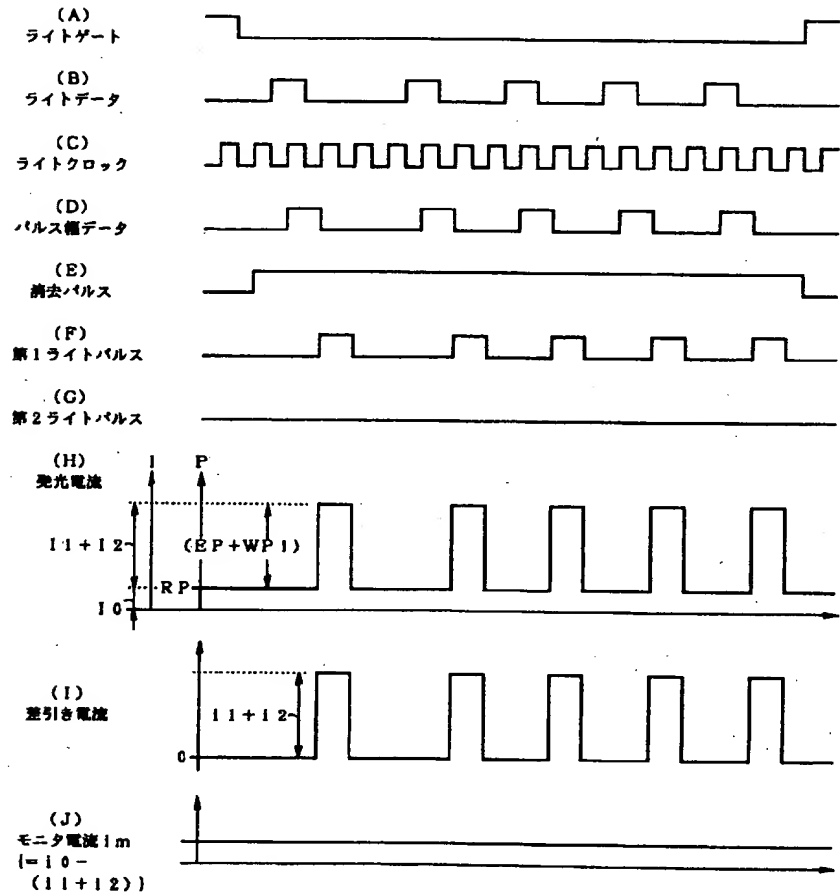 (A)
ライトゲート
(B)
ライトデータ
(C)
ライトクロック
(D)
パルス幅データ
(E)
消去パルス
(F)
第1ライトパルス
(G)
第2ライトパルス
(H)
発光電流
I
P
I1+I2
(EP+WP1)
RP
I0
(I)
差引き電流
i1+i2
0
(J)
モニタ電流im
{=i0-
(i1+i2)}